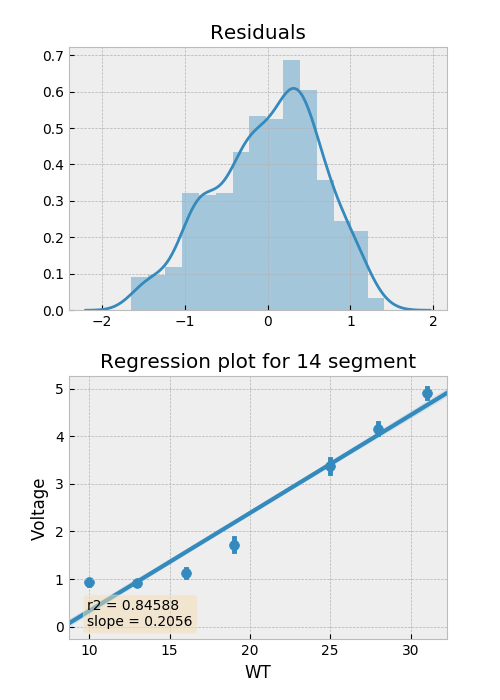 Residuals
0.7
0.6
0.5
0.4
0.3
0.2
0.1
0.0
−2 −1 0 1 2
Regression plot for 14 segment
5
4
3
2
1
0
Voltage
r2 = 0.84588
slope = 0.2056
10 15 20 25 30
WT